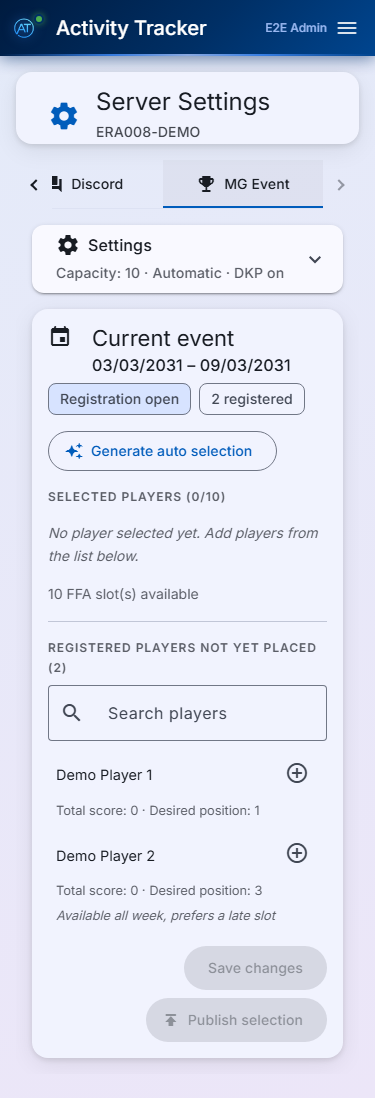 AT
Activity Tracker
E2E Admin
Server Settings
ERA008-DEMO
Discord
MG Event
Settings
Capacity: 10 · Automatic · DKP on
Current event
03/03/2031 – 09/03/2031
Registration open
2 registered
Generate auto selection
SELECTED PLAYERS (0/10)
No player selected yet. Add players from
the list below.
10 FFA slot(s) available
REGISTERED PLAYERS NOT YET PLACED
(2)
Search players
Demo Player 1
Total score: 0 · Desired position: 1
Demo Player 2
Total score: 0 · Desired position: 3
Available all week, prefers a late slot
Save changes
Publish selection